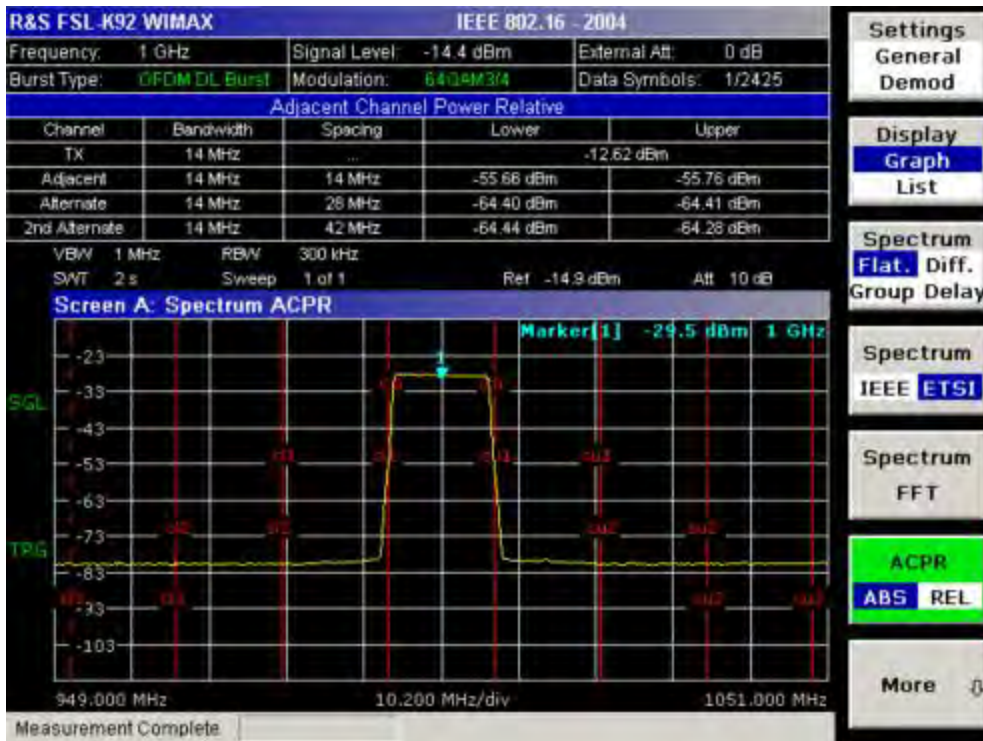 R&S FSL-K92 WIMAX IEEE 802.16 - 2004
Frequency: 1 GHz Signal Level: -14.4 dBm External Att: 0 dB
Burst Type: OFDM DL Burst Modulation: 64QAM3/4 Data Symbols: 1/2425
Adjacent Channel Power Relative
Channel Bandwidth Spacing Lower Upper
TX 14 MHz ... -12.62 dBm
Adjacent 14 MHz 14 MHz -55.66 dBm -55.76 dBm
Alternate 14 MHz 28 MHz -64.40 dBm -64.41 dBm
2nd Alternate 14 MHz 42 MHz -64.44 dBm -64.28 dBm
VBW 1 MHz RBW 300 kHz
SWT 2 s Sweep 1 of 1 Ref -14.9 dBm Att 10 dB
Screen A: Spectrum ACPR
Marker[1] -29.5 dBm 1 GHz
1
-23
-33
-43
-53
-63
-73
-83
-93
-103
SGL
TRG
949.000 MHz 10.200 MHz/div 1051.000 MHz
Measurement Complete
Settings
General
Demod
Display
Graph
List
Spectrum
Flat. Diff.
Group Delay
Spectrum
IEEE ETSI
Spectrum
FFT
ACPR
ABS REL
More